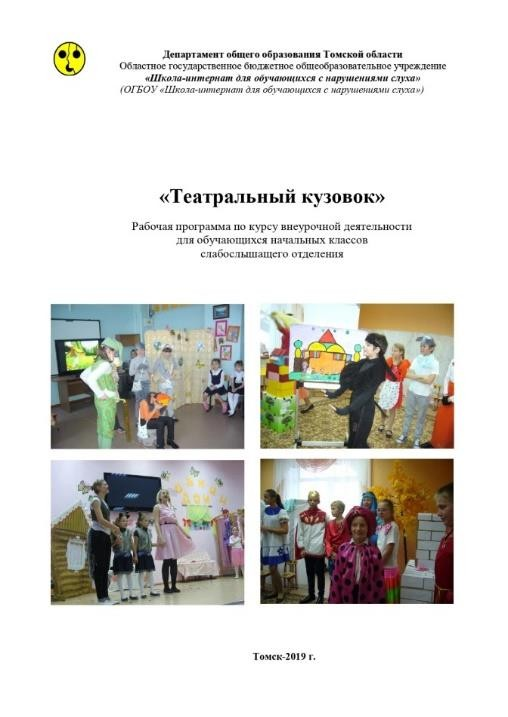 Департамент общего образования Томской области
Областное государственное бюджетное общеобразовательное учреждение
«Школа-интернат для обучающихся с нарушениями слуха»
(ОГБОУ «Школа-интернат для обучающихся с нарушениями слуха»)
«Театральный кузовок»
Рабочая программа по курсу внеурочной деятельности
для обучающихся начальных классов
слабослышащего отделения
Томск-2019 г.